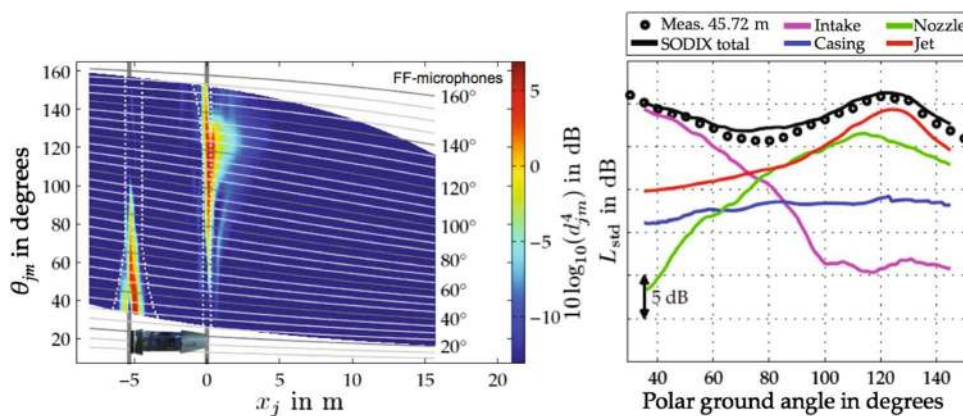 Meas. 45.72 m
Intake
Nozzle
SODIX total
Casing
Jet
FF-microphones
160
140
120
100
80
60
40
20
160°
140°
120°
100°
80°
60°
40°
20°
θjm in degrees
-5
0
5
10
15
20
xj in m
5
0
-5
-10
10log10(d⁴jm) in dB
Lstd in dB
5 dB
40
60
80
100
120
140
Polar ground angle in degrees